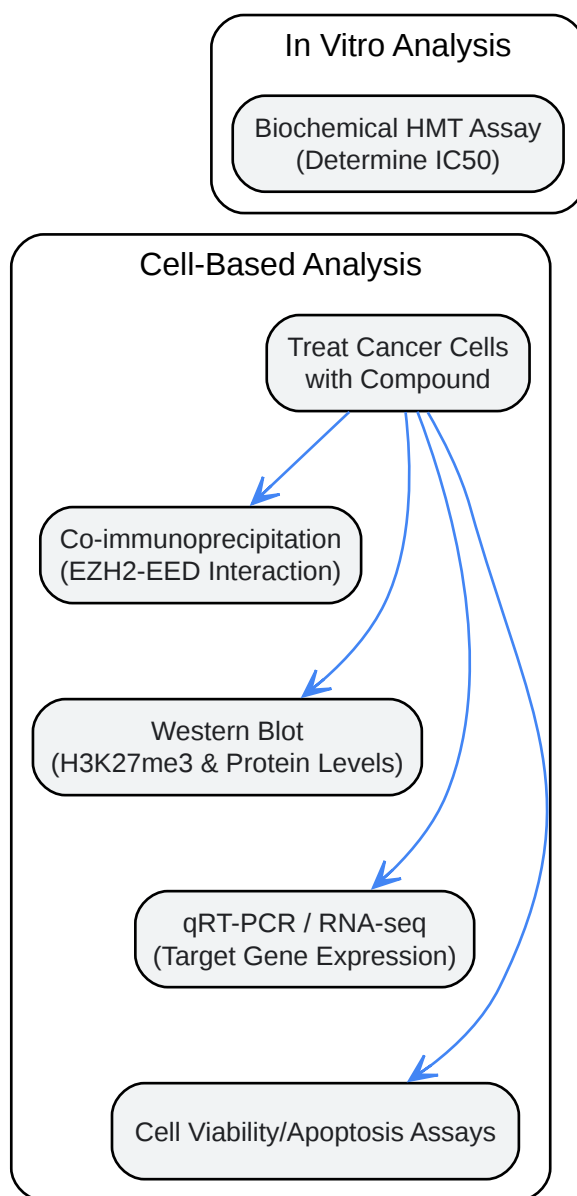 In Vitro Analysis
Biochemical HMT Assay
(Determine IC50)
Cell-Based Analysis
Treat Cancer Cells
with Compound
Co-immunoprecipitation
(EZH2-EED Interaction)
Western Blot
(H3K27me3 & Protein Levels)
qRT-PCR / RNA-seq
(Target Gene Expression)
Cell Viability/Apoptosis Assays